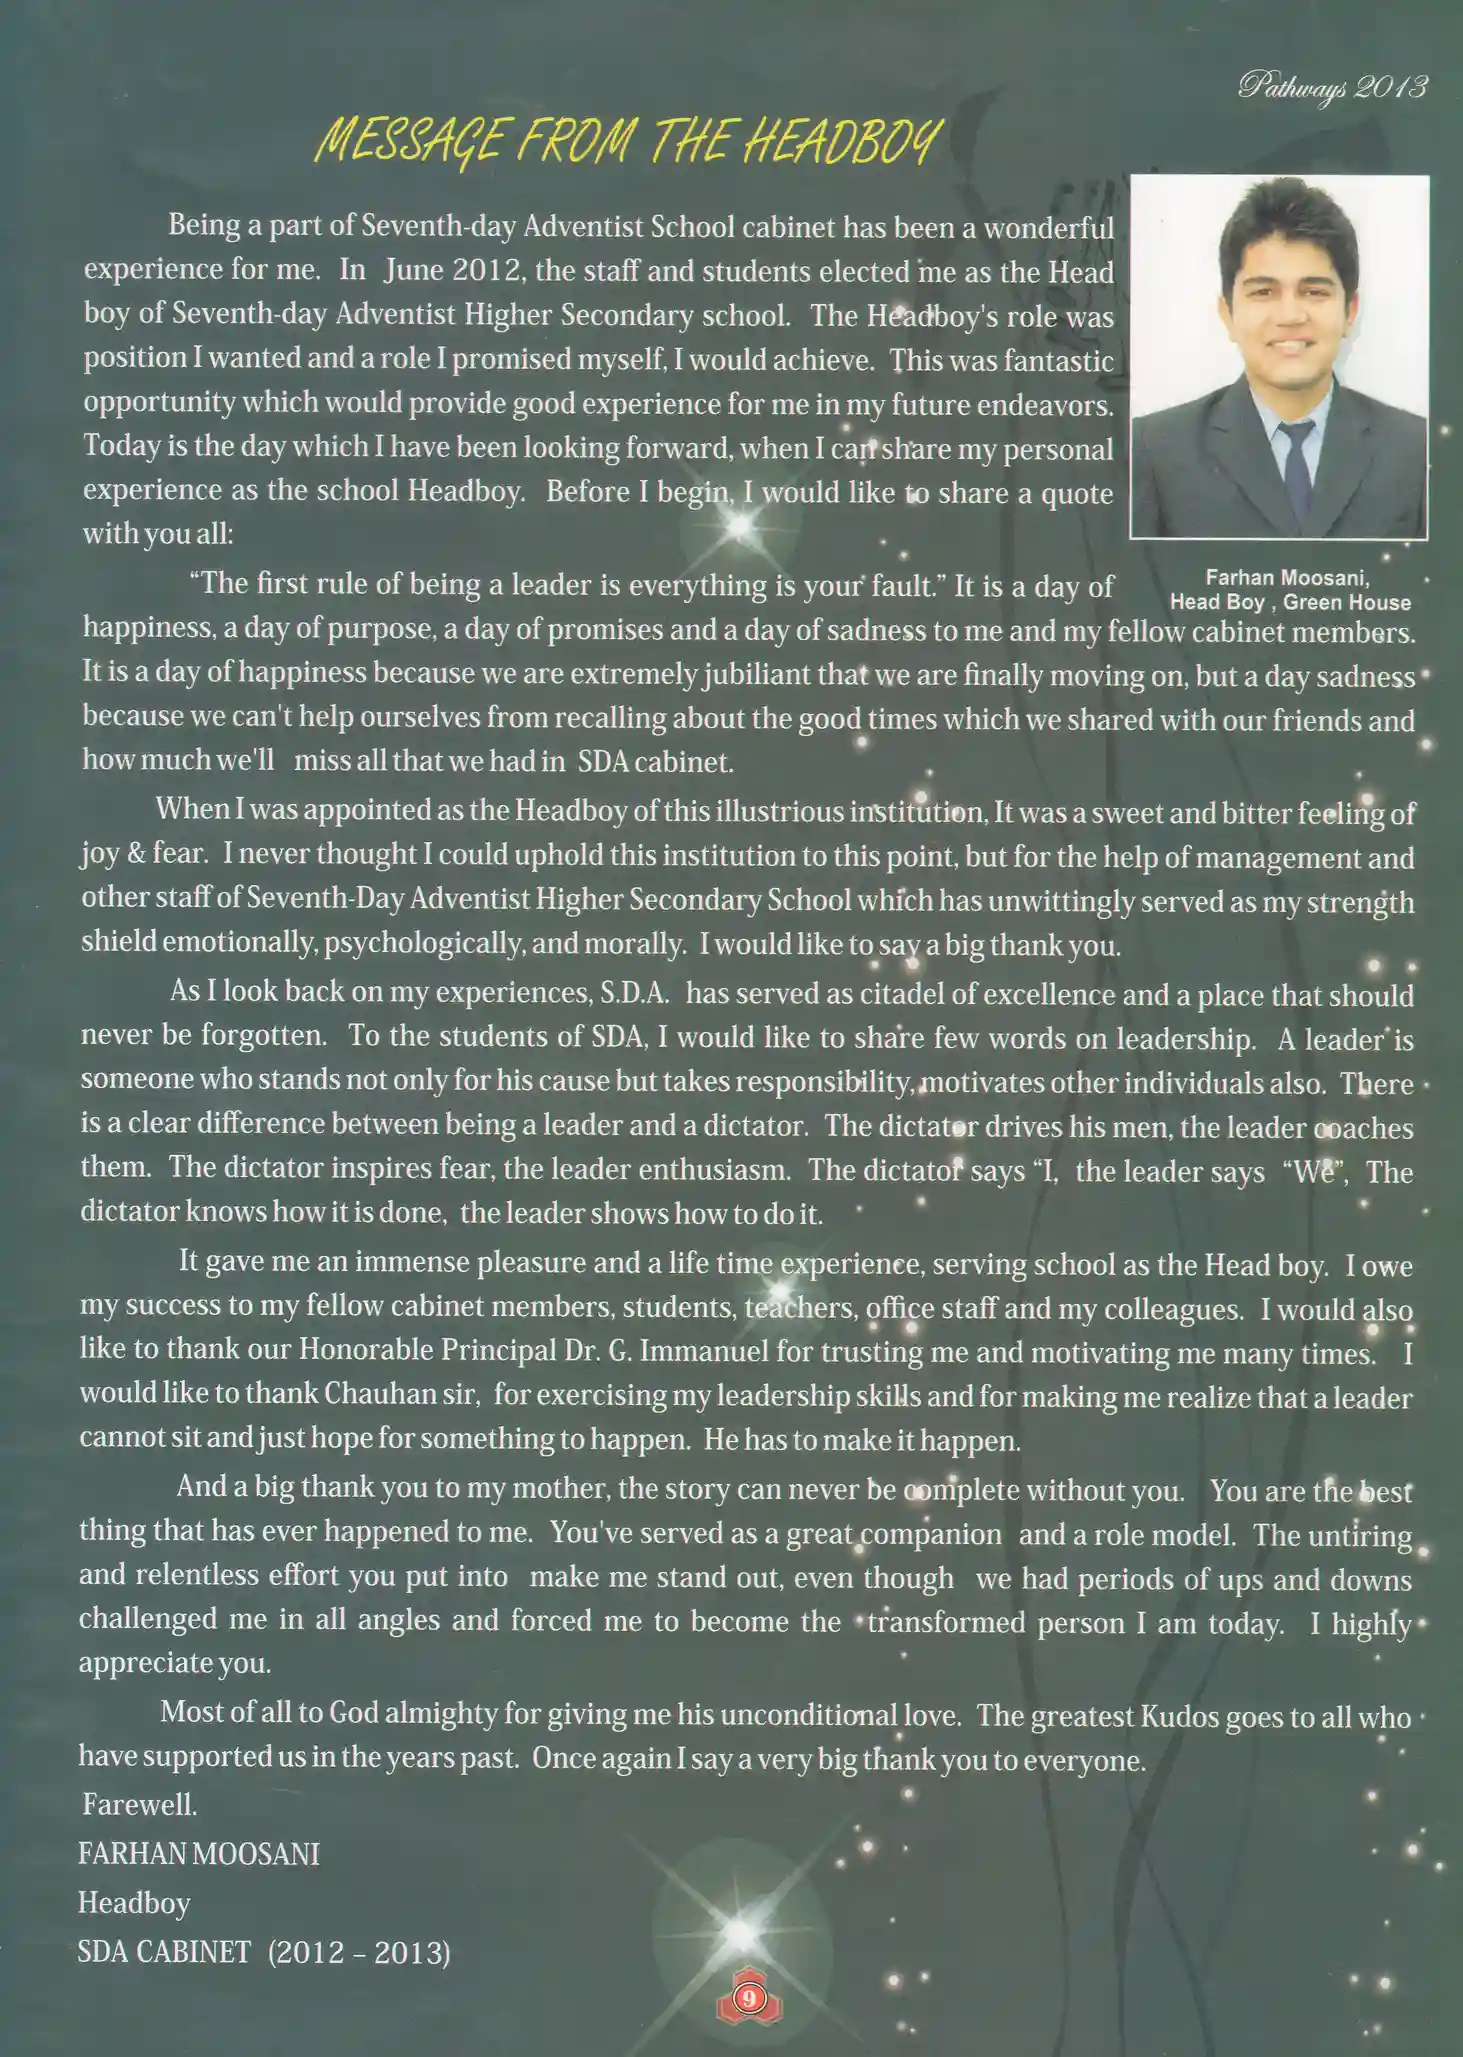 Pathways 2013
MESSAGE FROM THE HEADBOY
Being a part of Seventh-day Adventist School cabinet has been a wonderful
experience for me. In June 2012, the staff and students elected me as the Head
boy of Seventh-day Adventist Higher Secondary school. The Headboy's role was
position I wanted and a role I promised myself, I would achieve. This was fantastic
opportunity which would provide good experience for me in my future endeavors.
Today is the day which I have been looking forward, when I can share my personal
experience as the school Headboy. Before I begin, I would like to share a quote
with you all:
Farhan Moosani,
Head Boy , Green House
“The first rule of being a leader is everything is your fault.” It is a day of
happiness, a day of purpose, a day of promises and a day of sadness to me and my fellow cabinet members.
It is a day of happiness because we are extremely jubiliant that we are finally moving on, but a day sadness
because we can't help ourselves from recalling about the good times which we shared with our friends and
how much we'll miss all that we had in SDA cabinet.
When I was appointed as the Headboy of this illustrious institution, It was a sweet and bitter feeling of
joy & fear. I never thought I could uphold this institution to this point, but for the help of management and
other staff of Seventh-Day Adventist Higher Secondary School which has unwittingly served as my strength
shield emotionally, psychologically, and morally. I would like to say a big thank you.
As I look back on my experiences, S.D.A. has served as citadel of excellence and a place that should
never be forgotten. To the students of SDA, I would like to share few words on leadership. A leader is
someone who stands not only for his cause but takes responsibility, motivates other individuals also. There
is a clear difference between being a leader and a dictator. The dictator drives his men, the leader coaches
them. The dictator inspires fear, the leader enthusiasm. The dictator says “I, the leader says “We”, The
dictator knows how it is done, the leader shows how to do it.
It gave me an immense pleasure and a life time experience, serving school as the Head boy. I owe
my success to my fellow cabinet members, students, teachers, office staff and my colleagues. I would also
like to thank our Honorable Principal Dr. G. Immanuel for trusting me and motivating me many times. I
would like to thank Chauhan sir, for exercising my leadership skills and for making me realize that a leader
cannot sit and just hope for something to happen. He has to make it happen.
And a big thank you to my mother, the story can never be complete without you. You are the best
thing that has ever happened to me. You've served as a great companion and a role model. The untiring
and relentless effort you put into make me stand out, even though we had periods of ups and downs
challenged me in all angles and forced me to become the transformed person I am today. I highly
appreciate you.
Most of all to God almighty for giving me his unconditional love. The greatest Kudos goes to all who
have supported us in the years past. Once again I say a very big thank you to everyone.
Farewell.
FARHAN MOOSANI
Headboy
SDA CABINET (2012 – 2013)
9